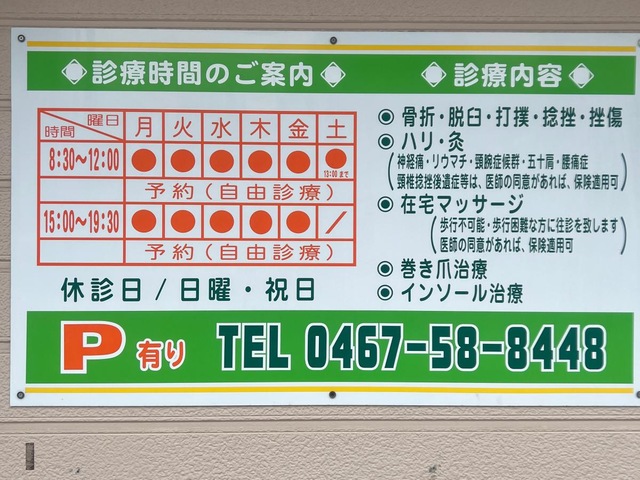 診療時間のご案内
曜日
時間
月 火 水 木 金 土
8:30〜12:00 ● ● ● ● ● ●
13:00まで
予約(自由診療)
15:00〜19:30 ● ● ● ● ● /
予約(自由診療)
休診日/日曜・祝日
診療内容
◉骨折・脱臼・打撲・捻挫・挫傷
◉ハリ・灸
(神経痛・リウマチ・頸腕症候群・五十肩・腰痛症
頸椎捻挫後遺症等は、医師の同意があれば、保険適用可)
◉在宅マッサージ
(歩行不可能・歩行困難な方に往診を致します
医師の同意があれば、保険適用可)
◉巻き爪治療
◉インソール治療
P有り TEL 0467-58-8448